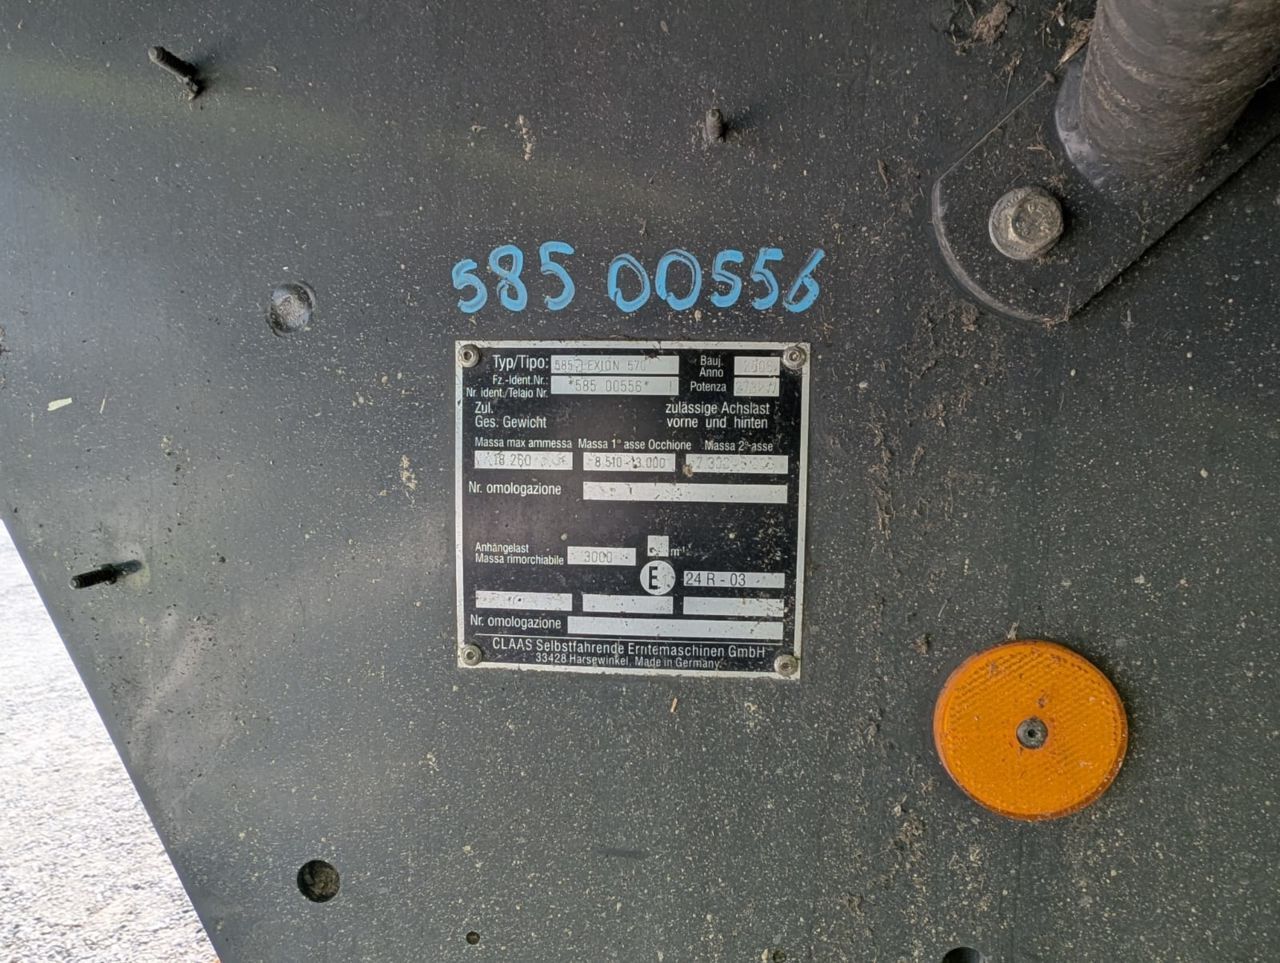 585 00556
Typ/Tipo: 585 LEXION 570 Bauj. Anno
Fz.-Ident.Nr.: Nr. ident./Telaio Nr. *585 00556* Potenza
Zul. Ges. Gewicht zulässige Achslast vorne und hinten
Massa max ammessa Massa 1° asse Occhione Massa 2° asse
18.260 8.510-13.000
Nr. omologazione
Anhängelast m⁻¹
Massa rimorchiabile 3000
E 24 R - 03
Nr. omologazione
CLAAS Selbstfahrende Erntemaschinen GmbH
33428 Harsewinkel. Made in Germany